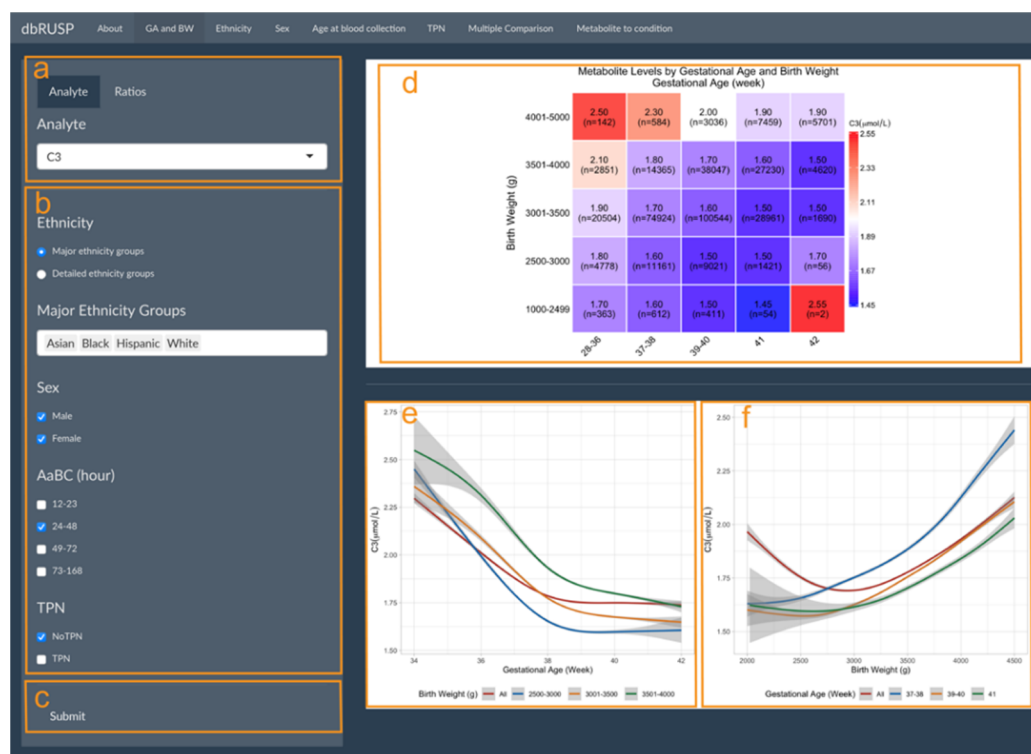 dbRUSP About GA and BW Ethnicity Sex Age at blood collection TPN Multiple Comparison Metabolite to condition
a
Analyte Ratios
Analyte
C3
b
Ethnicity
Major ethnicity groups
Detailed ethnicity groups
Major Ethnicity Groups
Asian Black Hispanic White
Sex
Male
Female
AaBC (hour)
12-23
24-48
49-72
73-168
TPN
NoTPN
TPN
c
Submit
d
Metabolite Levels by Gestational Age and Birth Weight
Gestational Age (week)
Birth Weight (g)
4001-5000 2.50 2.30 2.00 1.90 1.90
(n=142) (n=584) (n=3036) (n=7459) (n=5701)
3501-4000 2.10 1.80 1.70 1.60 1.50
(n=2851) (n=14365) (n=38047) (n=27230) (n=4620)
3001-3500 1.90 1.70 1.60 1.50 1.50
(n=20504) (n=74924) (n=100544) (n=28961) (n=1690)
2500-3000 1.80 1.60 1.50 1.50 1.70
(n=4778) (n=11161) (n=9021) (n=1421) (n=56)
1000-2499 1.70 1.60 1.50 1.45 2.55
(n=363) (n=612) (n=411) (n=54) (n=2)
28-36 37-38 39-40 41 42
C3(μmol/L)
2.55
2.33
2.11
1.89
1.67
1.45
e
C3(μmol/L)
2.75
2.50
2.25
2.00
1.75
1.50
34 36 38 40 42
Gestational Age (Week)
Birth Weight (g) All 2500-3000 3001-3500 3501-4000
f
C3(μmol/L)
2.50
2.25
2.00
1.75
1.50
2000 2500 3000 3500 4000 4500
Birth Weight (g)
Gestational Age (Week) All 37-38 39-40 41